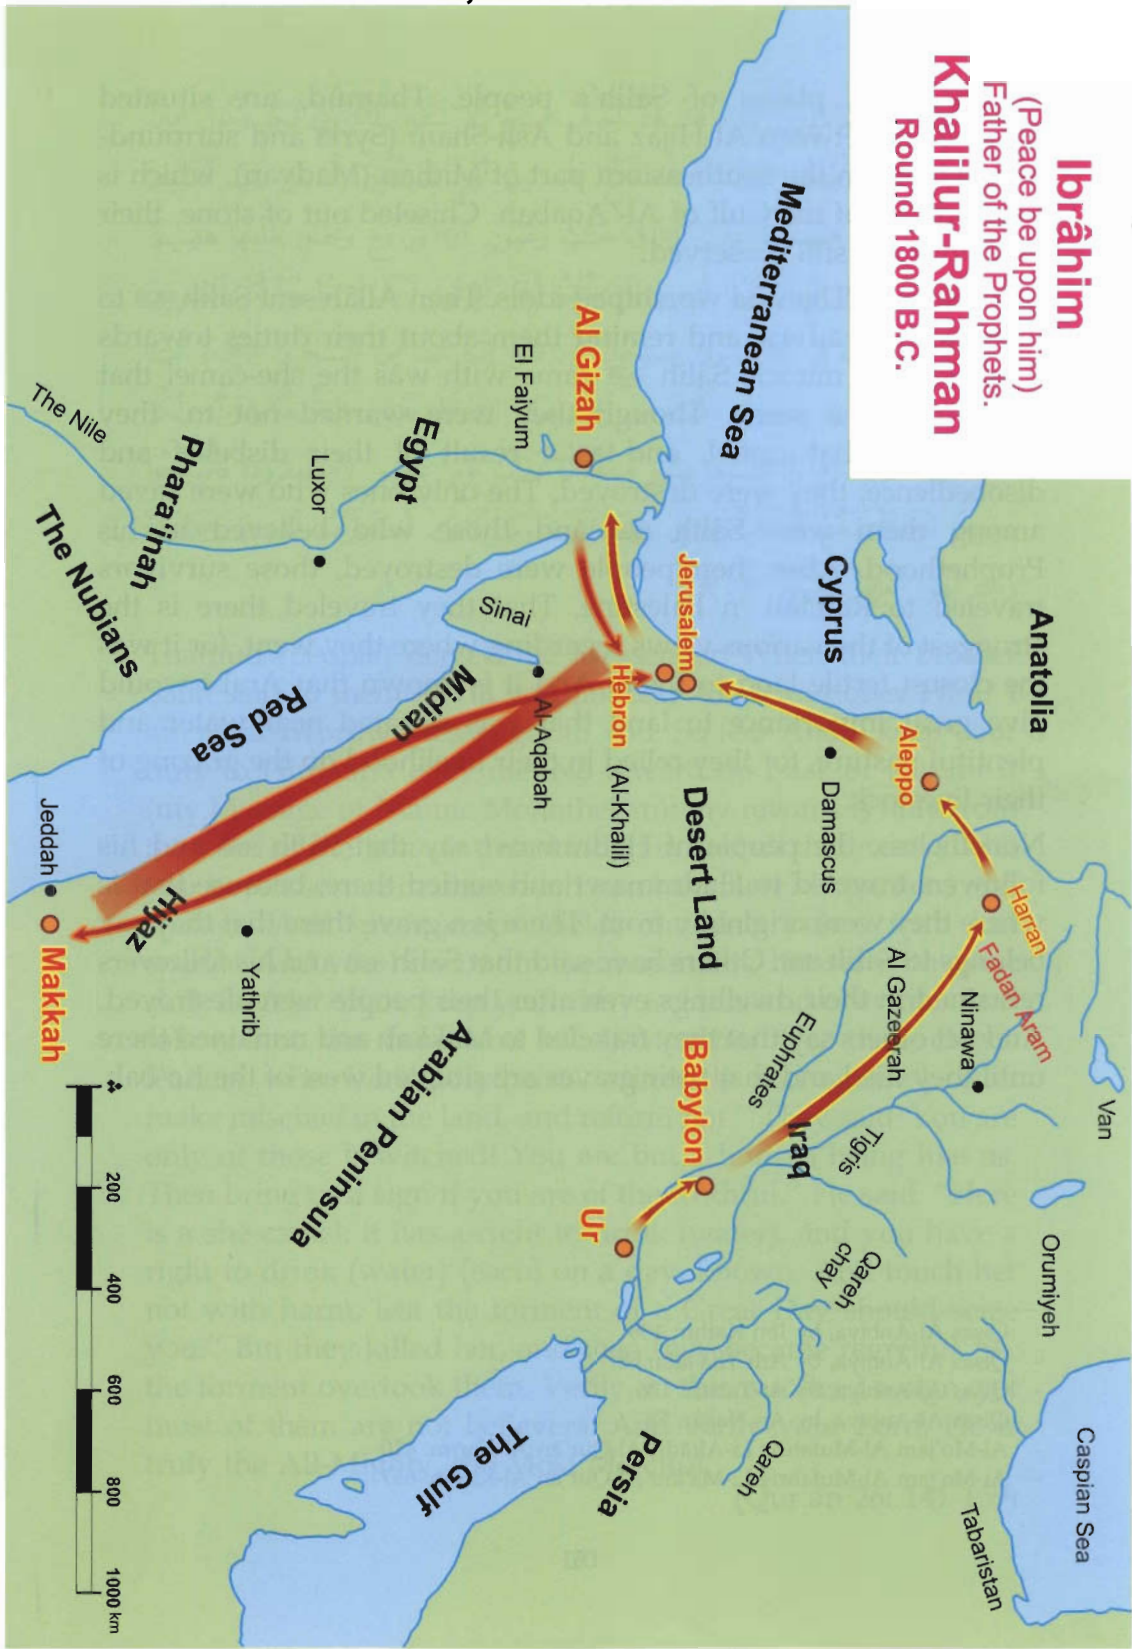 Ibrâhim
(Peace be upon him)
Father of the Prophets.
Khalilur-Rahman
Round 1800 B.C.
Van
Caspian Sea
Orumiyeh
Anatolia
Harran
Fadan Aram
Ninawa
Tabaristan
Aleppo
Al Gazeerah
Cyprus
Damascus
Tigris
Qareh
chay
Iraq
Euphrates
Mediterranean Sea
Qareh
Jerusalem
Desert Land
Babylon
Hebron
(Al-Khalil)
Ur
Persia
Al Gizah
El Faiyum
Sinai
Al-Aqabah
The Gulf
Egypt
Midian
Arabian Peninsula
Luxor
Red Sea
Yathrib
Phara'inah
Hijaz
The Nile
The Nubians
Jeddah
Makkah
200
400
600
800
1000 km